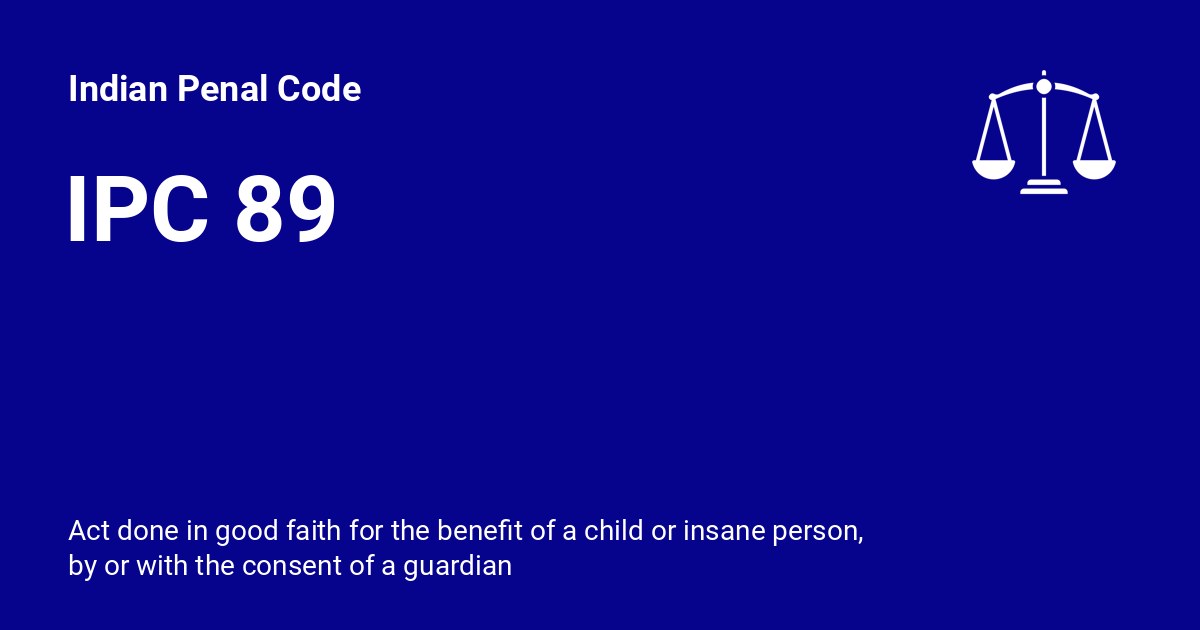 Indian Penal Code
IPC 89
Act done in good faith for the benefit of a child or insane person,
by or with the consent of a guardian